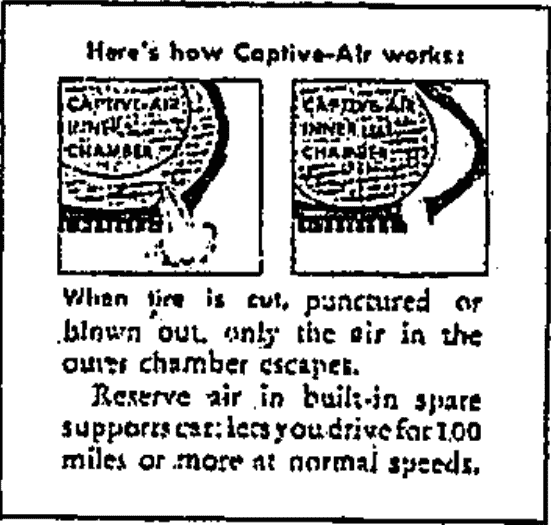 Here's how Captive-Air works:
CAPTIVE-AIR
INNER
CHAMBER
CAPTIVE-AIR
INNER
CHAMBER
When tire is cut, punctured or
blown out, only the air in the
outer chamber escapes.
Reserve air in built-in spare
supports car; lets you drive for 100
miles or more at normal speeds.